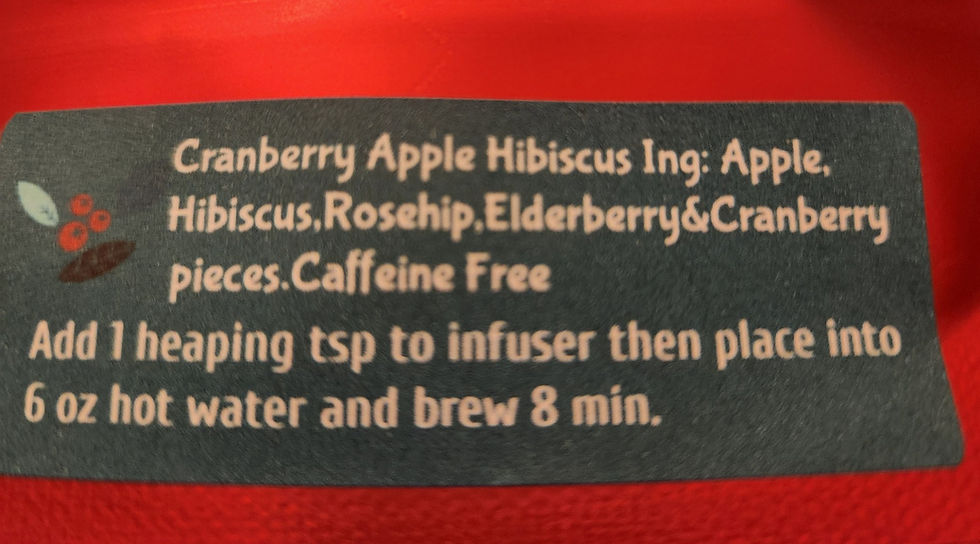 Cranberry Apple Hibiscus Ing: Apple,
Hibiscus,Rosehip,Elderberry&Cranberry
pieces.Caffeine Free
Add 1 heaping tsp to infuser then place into
6 oz hot water and brew 8 min.